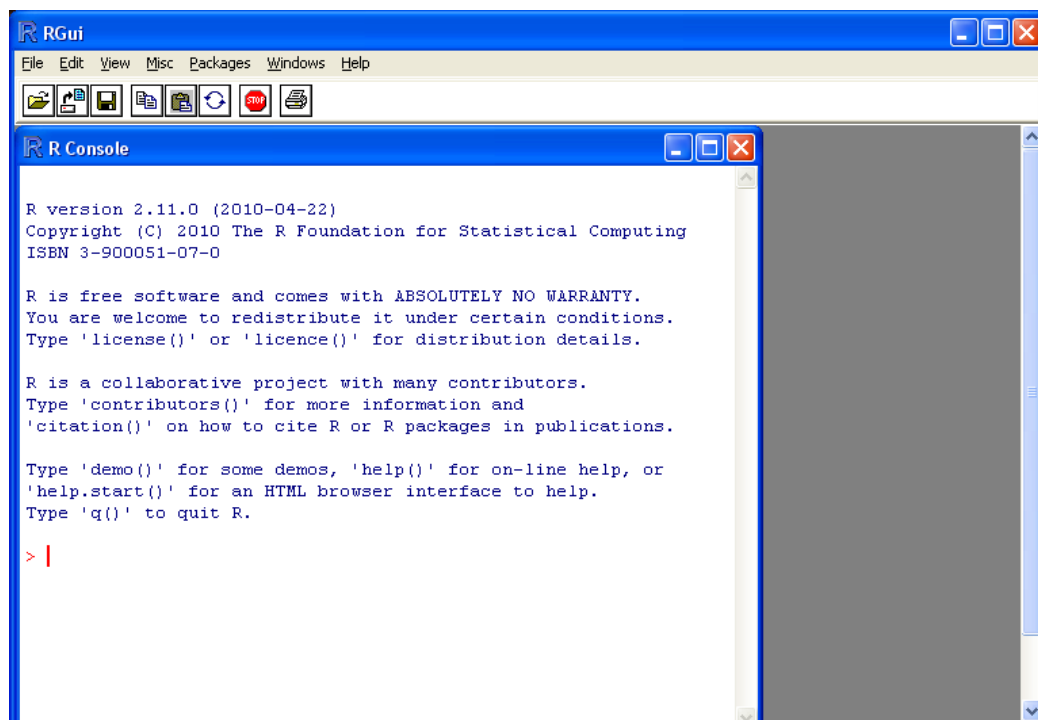 RGui
File Edit View Misc Packages Windows Help
STOP
R Console
R version 2.11.0 (2010-04-22)
Copyright (C) 2010 The R Foundation for Statistical Computing
ISBN 3-900051-07-0
R is free software and comes with ABSOLUTELY NO WARRANTY.
You are welcome to redistribute it under certain conditions.
Type 'license()' or 'licence()' for distribution details.
R is a collaborative project with many contributors.
Type 'contributors()' for more information and
'citation()' on how to cite R or R packages in publications.
Type 'demo()' for some demos, 'help()' for on-line help, or
'help.start()' for an HTML browser interface to help.
Type 'q()' to quit R.
>